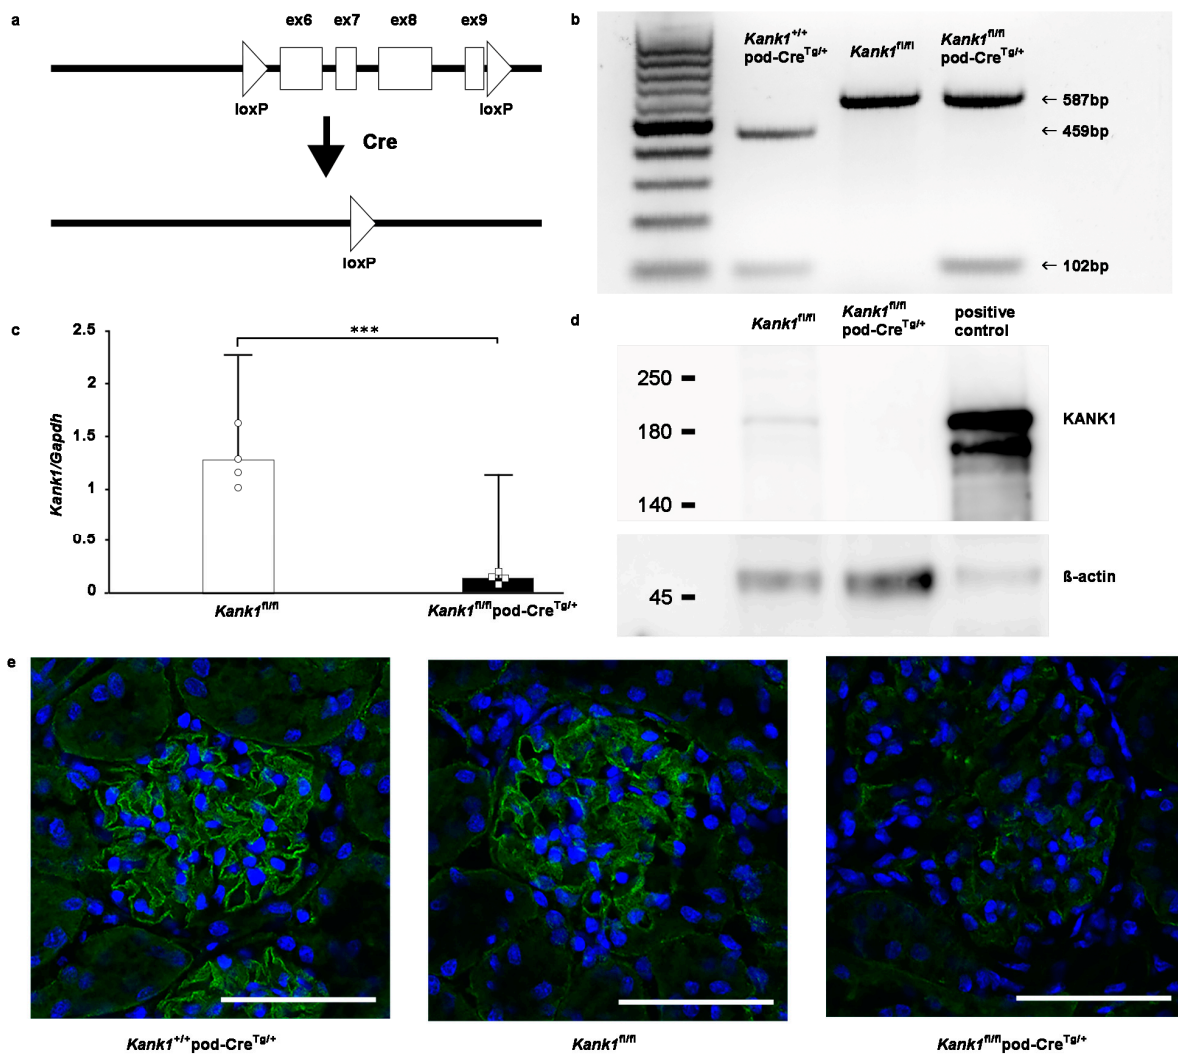 a
ex6 ex7 ex8 ex9
loxP loxP
Cre
loxP
b
Kank1+/+
pod-CreTg/+
Kank1fl/fl
Kank1fl/fl
pod-CreTg/+
← 587bp
← 459bp
← 102bp
c
Kank1/Gapdh
2.5
2
1.5
1
0.5
0
***
Kank1fl/fl
Kank1fl/flpod-CreTg/+
d
Kank1fl/fl
Kank1fl/fl
pod-CreTg/+
positive
control
250
180
140
45
KANK1
ß-actin
e
Kank1+/+pod-CreTg/+
Kank1fl/fl
Kank1fl/flpod-CreTg/+